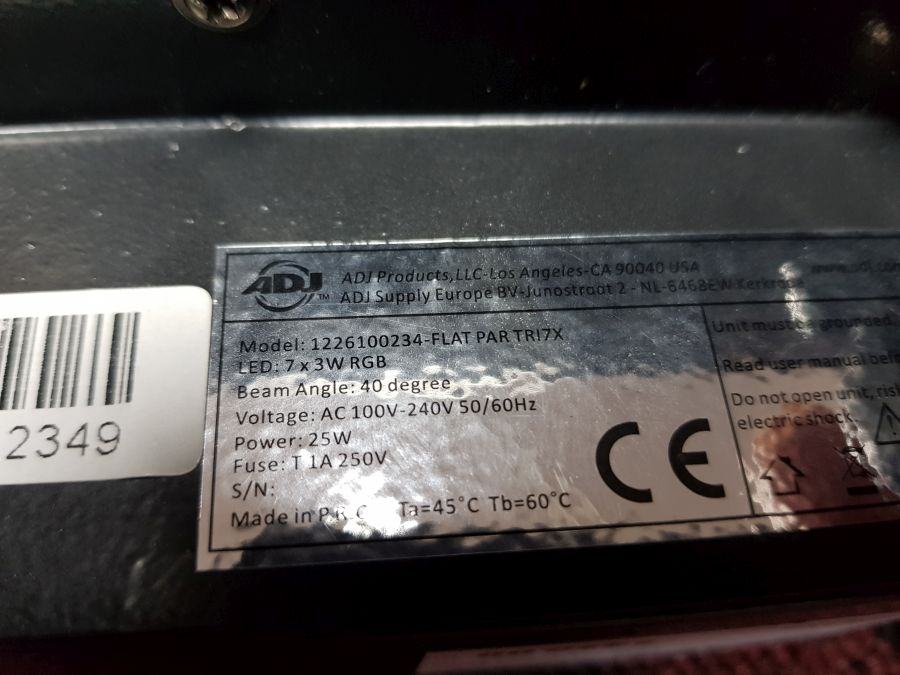 ADJ TM
ADJ Products,LLC-Los Angeles-CA 90040 USA
ADJ Supply Europe BV-Junostraat 2 - NL-6468EW Kerkrade
Model: 1226100234-FLAT PAR TRI7X
LED: 7 x 3W RGB
Beam Angle: 40 degree
Voltage: AC 100V-240V 50/60Hz
Power: 25W
Fuse: T 1A 250V
S/N:
Made in P.R.C Ta=45°C Tb=60°C
CE
Unit must be grounded.
Read user manual
Do not open unit,
electric shock.
2349